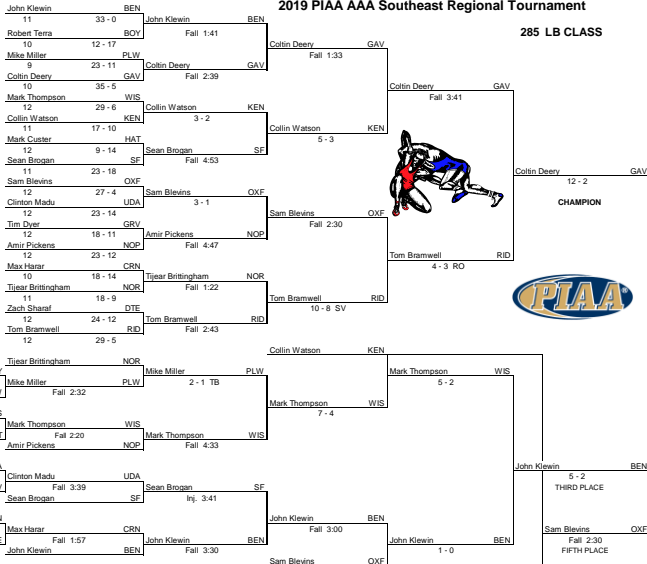 2019 PIAA AAA Southeast Regional Tournament
285 LB CLASS
John Klewin BEN
11 33 - 0
Robert Terra BOY
10 12 - 17
Mike Miller PLW
9 23 - 11
Coltin Deery GAV
10 35 - 5
Mark Thompson WIS
12 29 - 6
Collin Watson KEN
11 17 - 10
Mark Custer HAT
12 9 - 14
Sean Brogan SF
11 23 - 18
Sam Blevins OXF
12 27 - 4
Clinton Madu UDA
12 23 - 14
Tim Dyer GRV
12 18 - 11
Amir Pickens NOP
12 23 - 12
Max Harar CRN
10 18 - 14
Tijear Brittingham NOR
11 18 - 9
Zach Sharaf DTE
12 24 - 12
Tom Bramwell RID
12 29 - 5
John Klewin BEN
Fall 1:41
Coltin Deery GAV
Fall 2:39
Collin Watson KEN
3 - 2
Sean Brogan SF
Fall 4:53
Sam Blevins OXF
3 - 1
Amir Pickens NOP
Fall 4:47
Tijear Brittingham NOR
Fall 1:22
Tom Bramwell RID
Fall 2:43
Coltin Deery GAV
Fall 1:33
Collin Watson KEN
5 - 3
Sam Blevins OXF
Fall 2:30
Tom Bramwell RID
10 - 8 SV
Coltin Deery GAV
Fall 3:41
Tom Bramwell RID
4 - 3 RO
Coltin Deery GAV
12 - 2
CHAMPION
PIAA
Tijear Brittingham NOR
Mike Miller PLW
Fall 2:32
Mark Thompson WIS
Fall 2:20
Amir Pickens NOP
Clinton Madu UDA
Fall 3:39
Sean Brogan SF
Max Harar CRN
Fall 1:57
John Klewin BEN
Mike Miller PLW
2 - 1 TB
Mark Thompson WIS
Fall 4:33
Sean Brogan SF
Inj. 3:41
John Klewin BEN
Fall 3:30
Collin Watson KEN
Mark Thompson WIS
7 - 4
John Klewin BEN
Fall 3:00
Sam Blevins OXF
Mark Thompson WIS
5 - 2
John Klewin BEN
1 - 0
John Klewin BEN
5 - 2
THIRD PLACE
Sam Blevins OXF
Fall 2:30
FIFTH PLACE